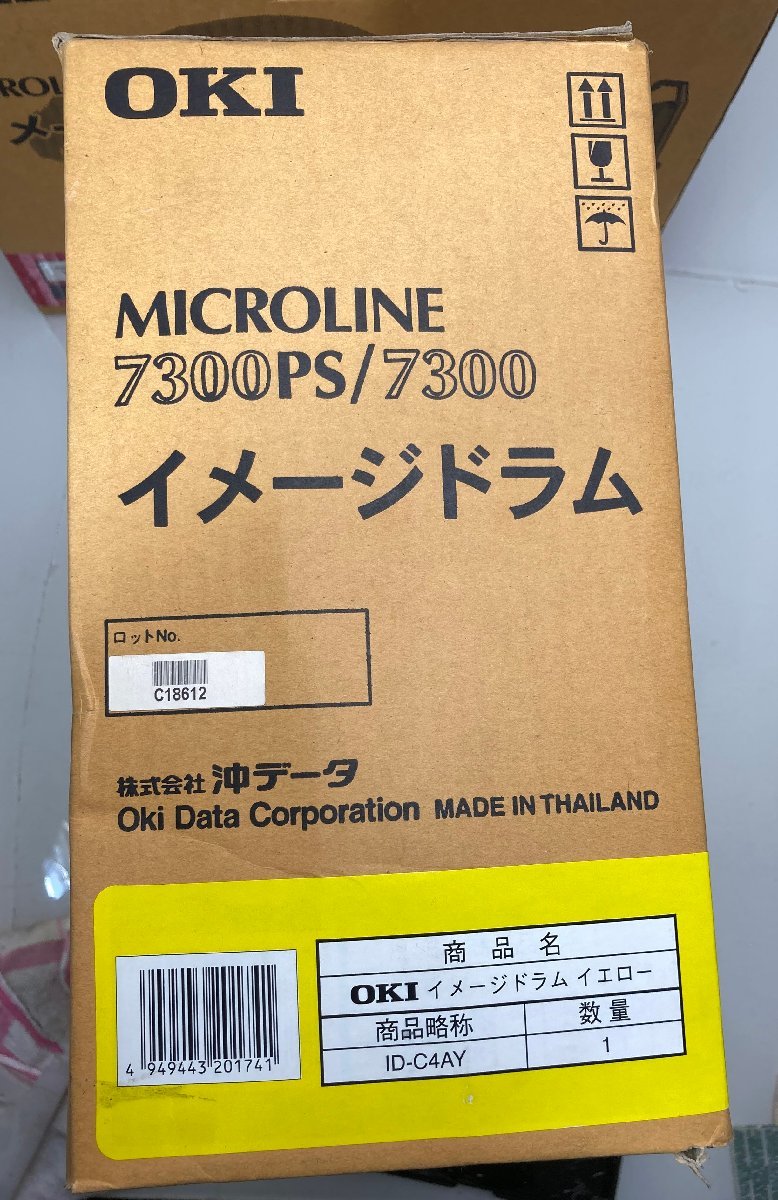 OKI
MICROLINE
7300PS/7300
イメージドラム
ロットNo.
C18612
株式会社 沖データ
Oki Data Corporation MADE IN THAILAND
4 949443 201741
商品名
OKI イメージドラム イエロー
商品略称 数量
ID-C4AY 1